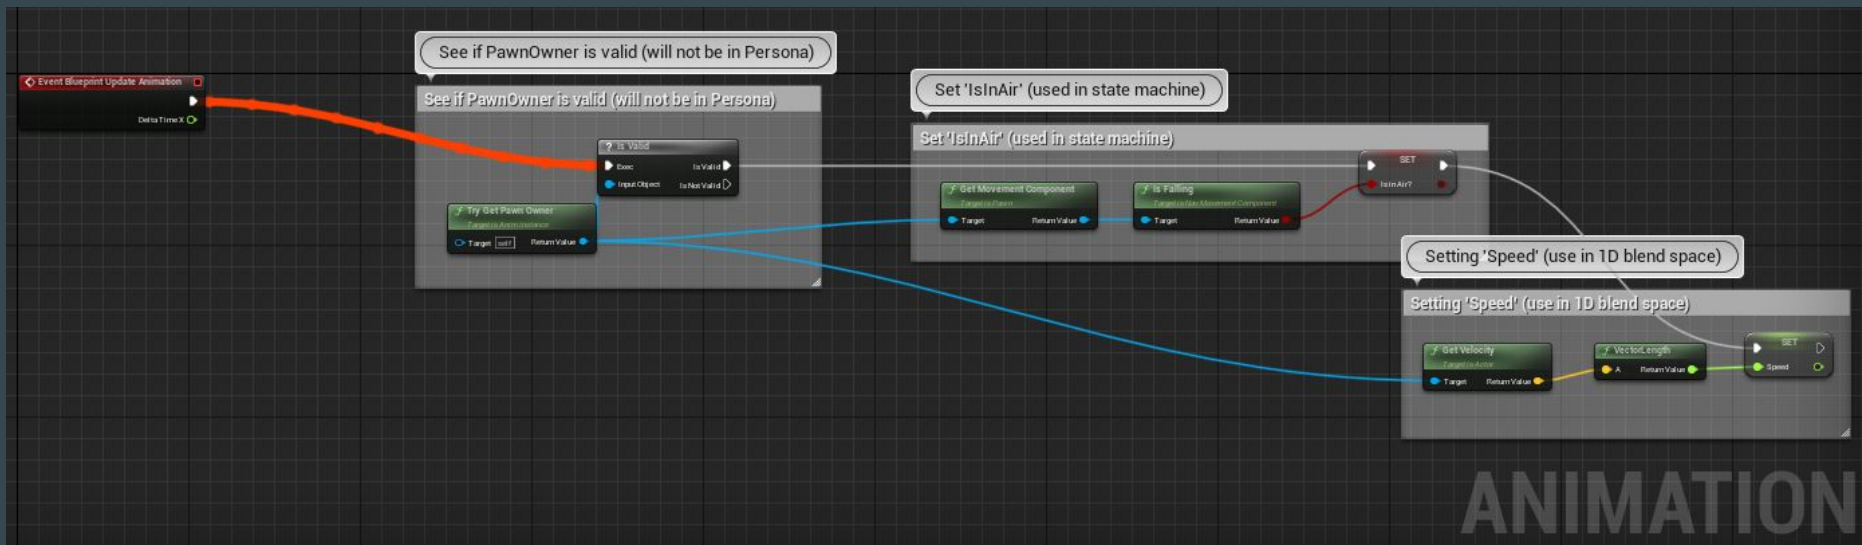 Event Blueprint Update Animation
Delta Time X
See if PawnOwner is valid (will not be in Persona)
See if PawnOwner is valid (will not be in Persona)
? Is Valid
Exec
Is Valid
Input Object
Is Not Valid
Try Get Pawn Owner
Target is Anim Instance
Target
self
Return Value
Set 'IsInAir' (used in state machine)
Set 'IsInAir' (used in state machine)
Get Movement Component
Target is Pawn
Target
Return Value
Is Falling
Target is Nav Movement Component
Target
Return Value
SET
Is in Air?
Setting 'Speed' (use in 1D blend space)
Setting 'Speed' (use in 1D blend space)
Get Velocity
Target is Actor
Target
Return Value
VectorLength
A
Return Value
SET
Speed
ANIMATION